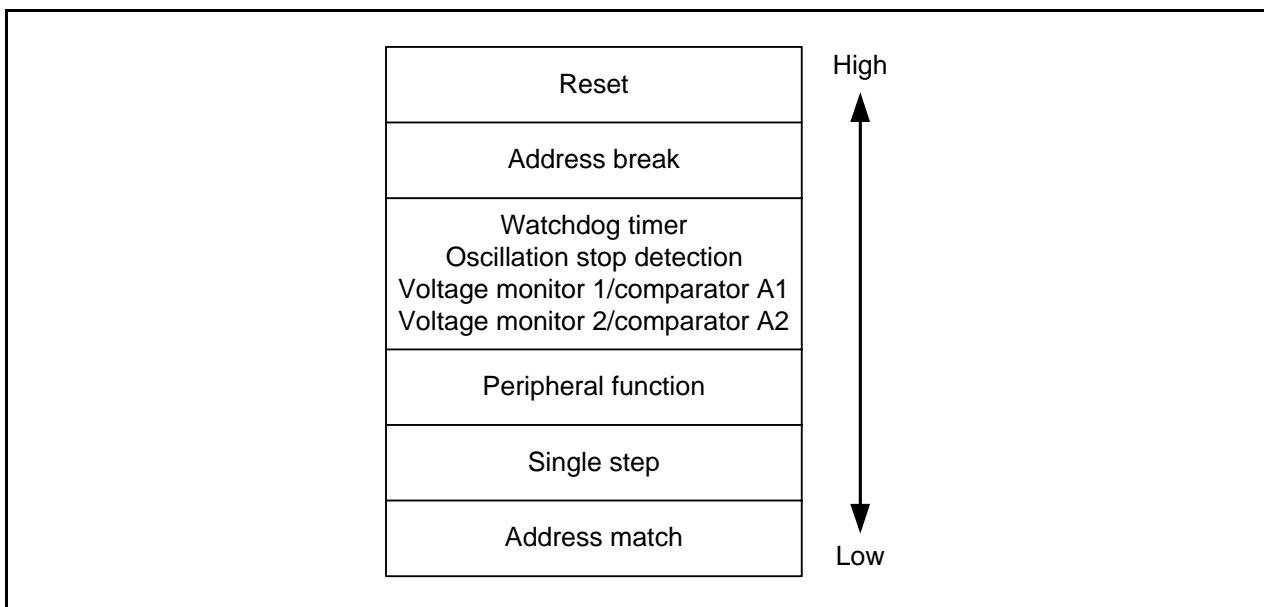 Reset
High
Address break
Watchdog timer
Oscillation stop detection
Voltage monitor 1/comparator A1
Voltage monitor 2/comparator A2
Peripheral function
Single step
Address match
Low